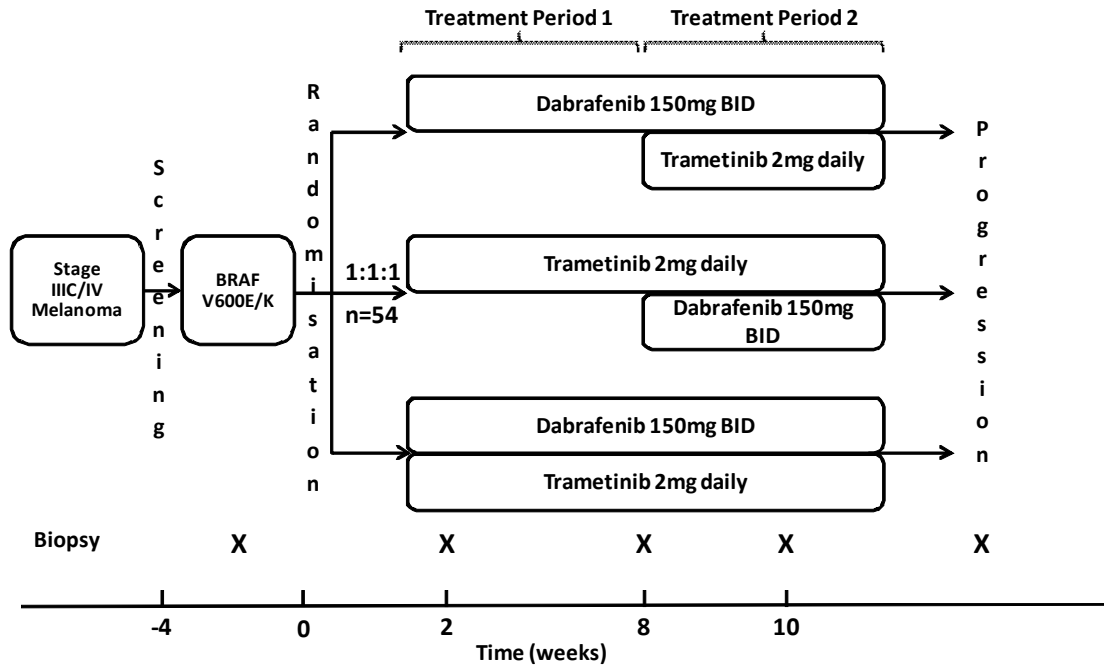 Treatment Period 1
Treatment Period 2
Screening
Randomisation
Stage
IIIC/IV
Melanoma
BRAF
V600E/K
1:1:1
n=54
Dabrafenib 150mg BID
Trametinib 2mg daily
Trametinib 2mg daily
Dabrafenib 150mg
BID
Dabrafenib 150mg BID
Trametinib 2mg daily
Progression
Biopsy X X X X X
-4 0 2 8 10
Time (weeks)